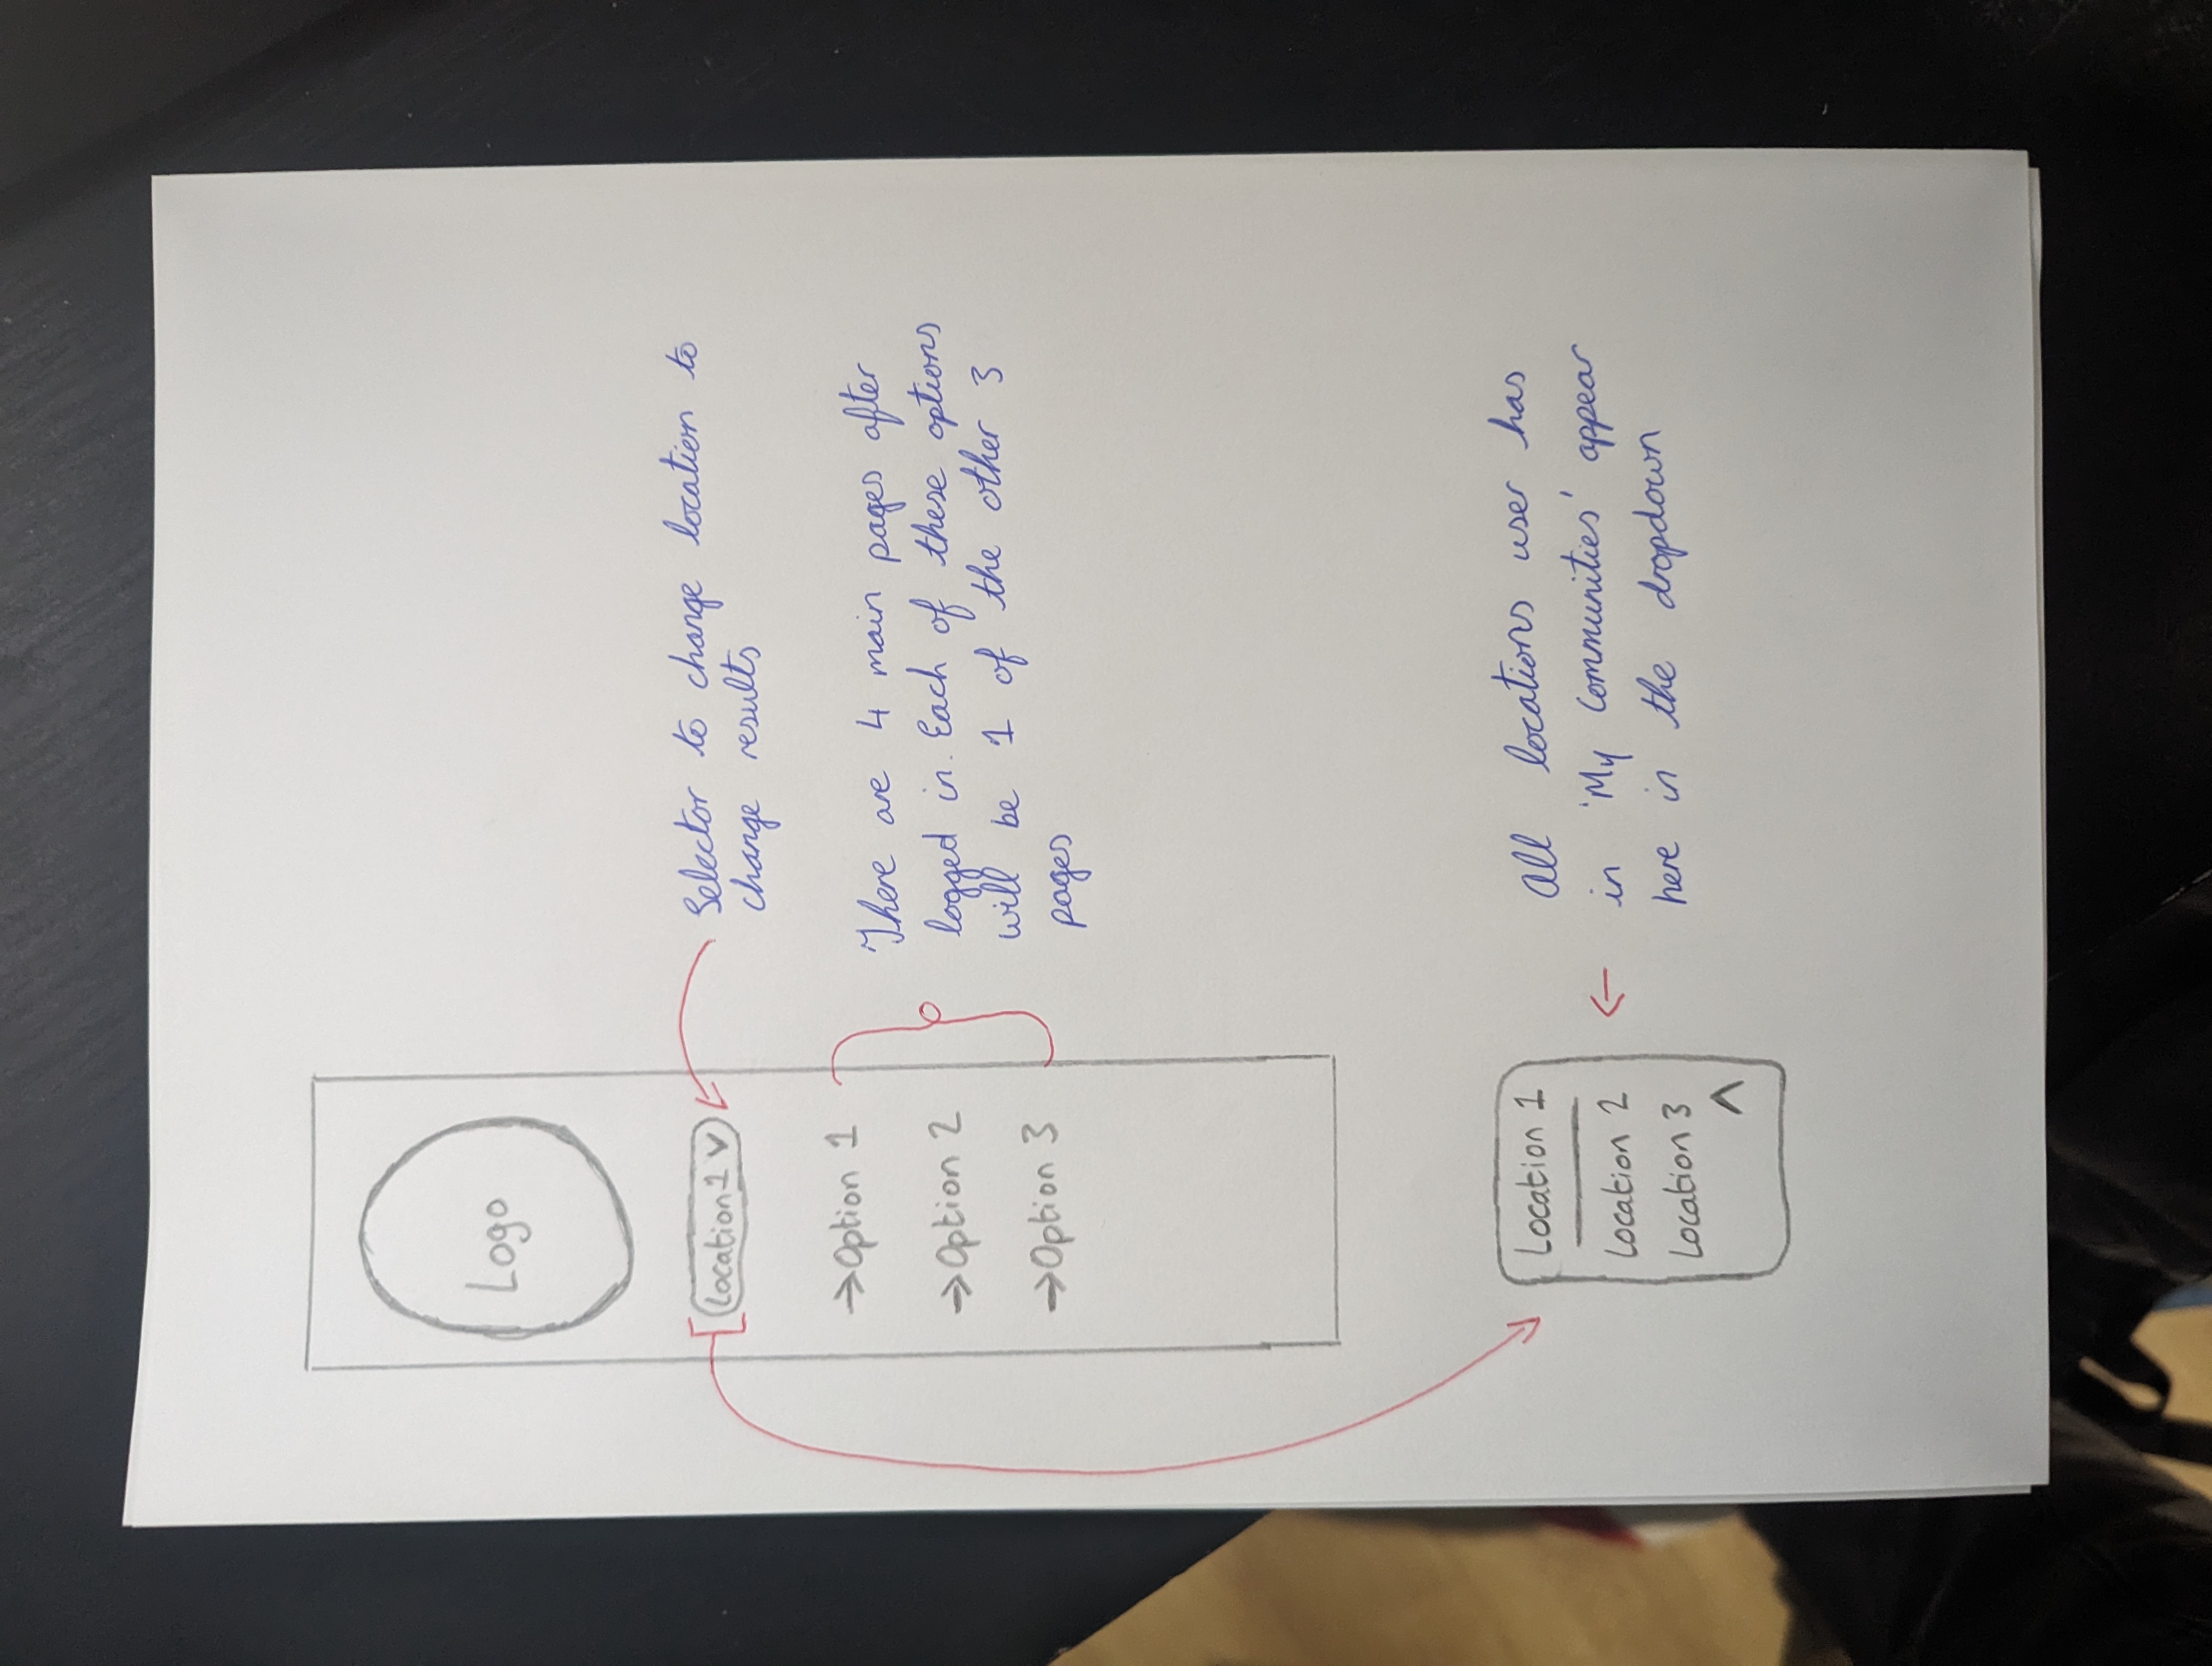 Logo
Location 1 v
Selector to change location to
change results
→Option 1
→Option 2
→Option 3
There are 4 main pages after
logged in. Each of these options
will be 1 of the other 3
pages
Location 1
Location 2
Location 3
All locations user has
in 'My Communities' appear
here in the dropdown